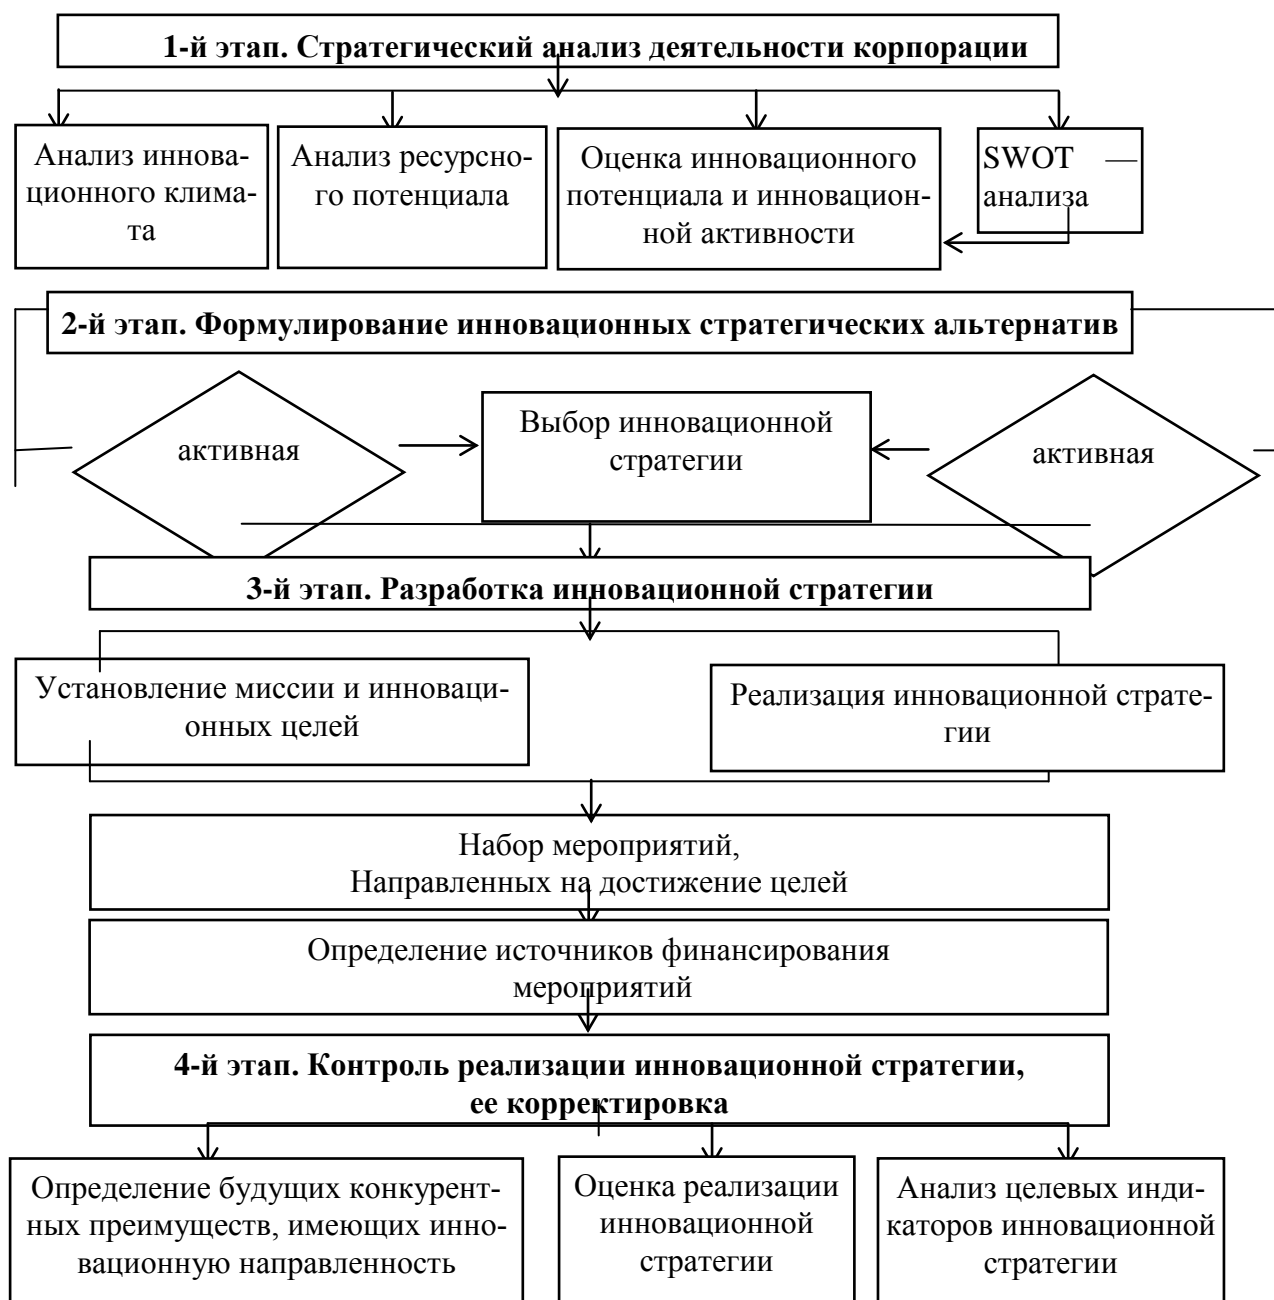 1-й этап. Стратегический анализ деятельности корпорации
Анализ иннова-
ционного клима-
та
Анализ ресурсно-
го потенциала
Оценка инновационного
потенциала и инновацион-
ной активности
SWOT —
анализа
2-й этап. Формулирование инновационных стратегических альтернатив
активная
Выбор инновационной
стратегии
активная
3-й этап. Разработка инновационной стратегии
Установление миссии и инноваци-
онных целей
Реализация инновационной страте-
гии
Набор мероприятий,
Направленных на достижение целей
Определение источников финансирования
мероприятий
4-й этап. Контроль реализации инновационной стратегии,
ее корректировка
Определение будущих конкурент-
ных преимуществ, имеющих инно-
вационную направленность
Оценка реализации
инновационной
стратегии
Анализ целевых инди-
каторов инновационной
стратегии